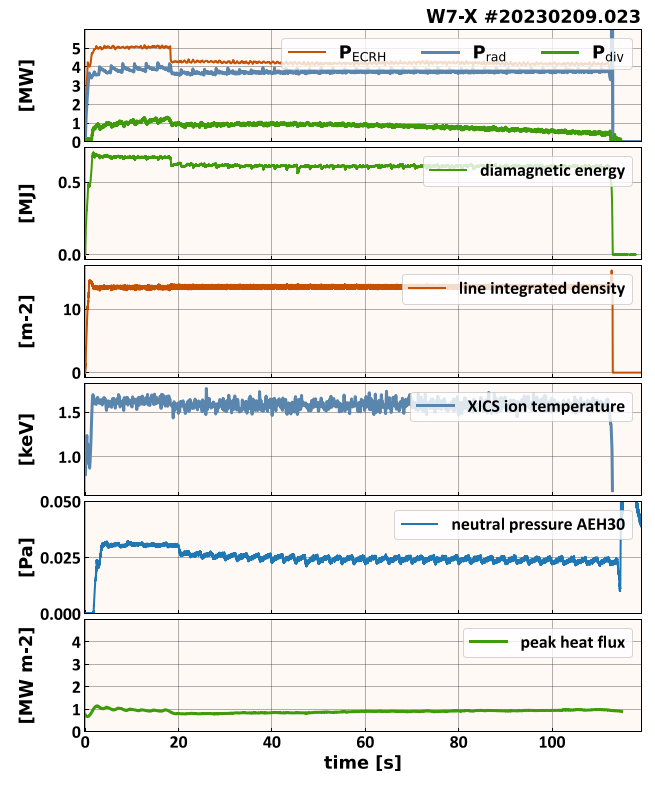 W7-X #20230209.023
[MW]
5
4
3
2
1
0
P_ECRH P_rad P_div
[MJ]
0.5
0.0
diamagnetic energy
[m-2]
10
0
line integrated density
[keV]
1.5
1.0
XICS ion temperature
[Pa]
0.050
0.025
0.000
neutral pressure AEH30
[MW m-2]
4
3
2
1
0
peak heat flux
0 20 40 60 80 100
time [s]